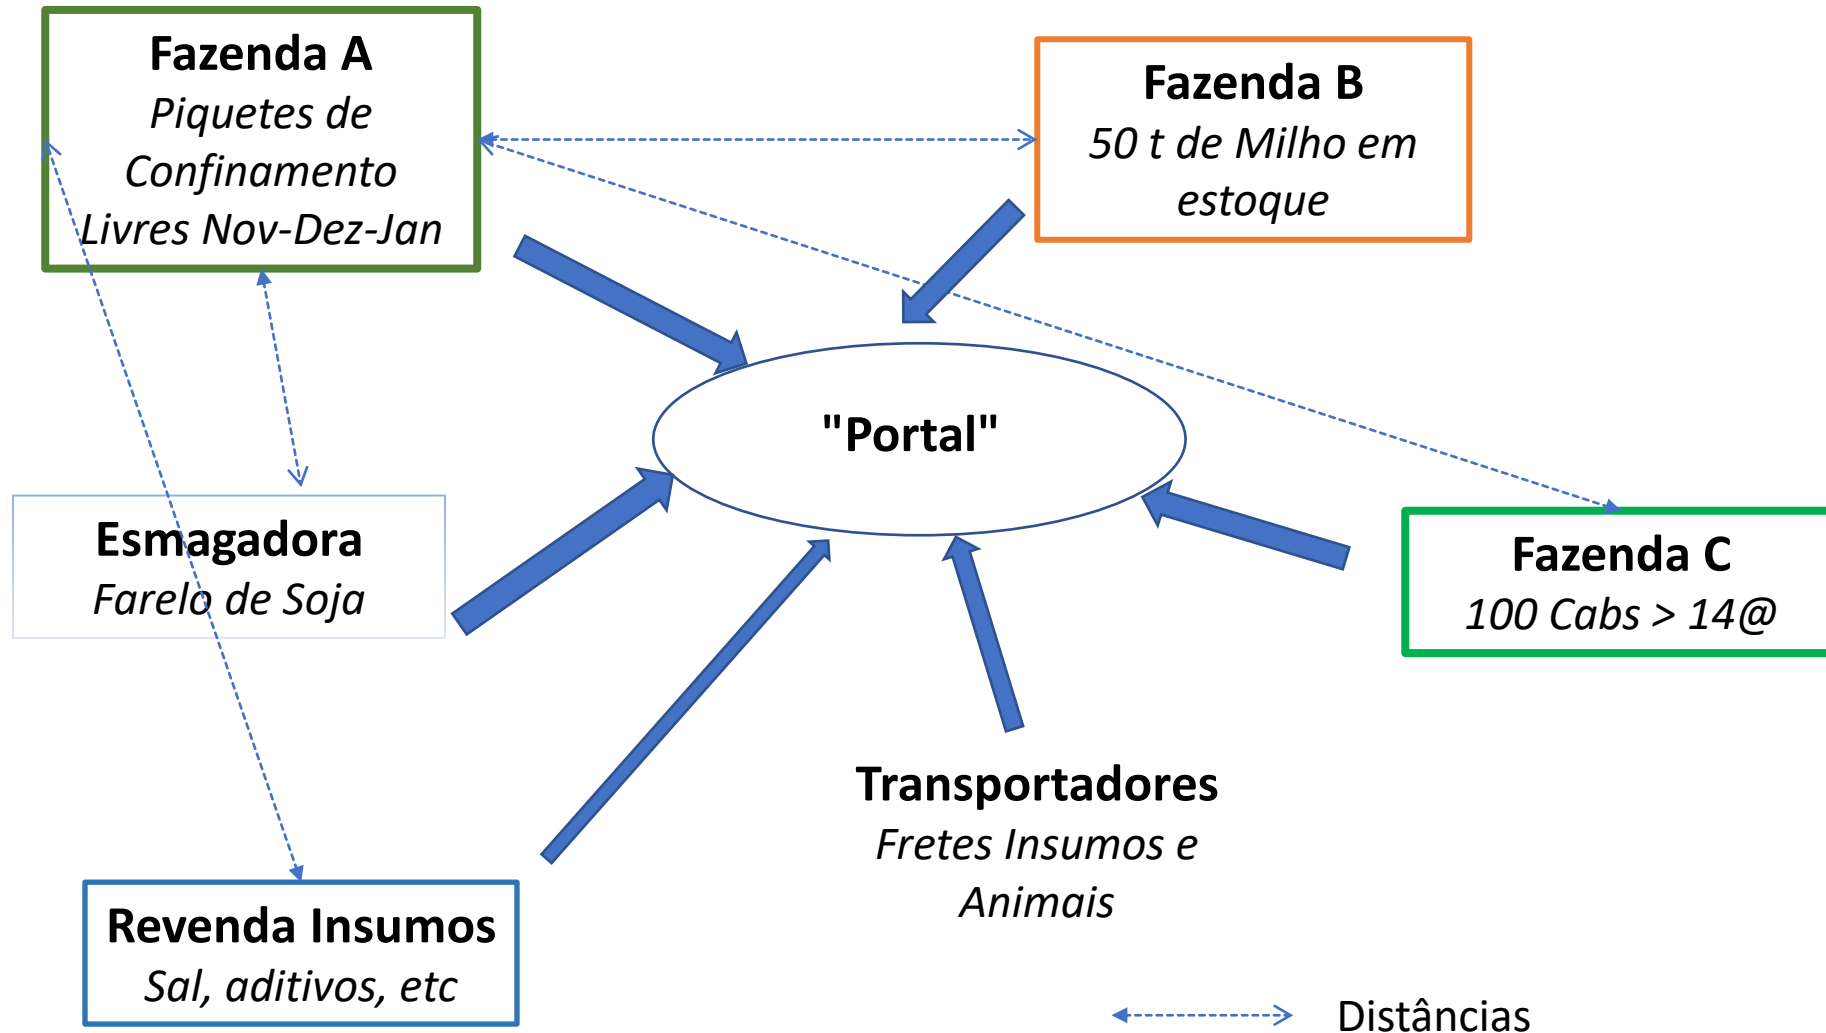 Fazenda A
Piquetes de
Confinamento
Livres Nov-Dez-Jan
Fazenda B
50 t de Milho em
estoque
"Portal"
Esmagadora
Farelo de Soja
Fazenda C
100 Cabs > 14@
Transportadores
Fretes Insumos e
Animais
Revenda Insumos
Sal, aditivos, etc
Distâncias